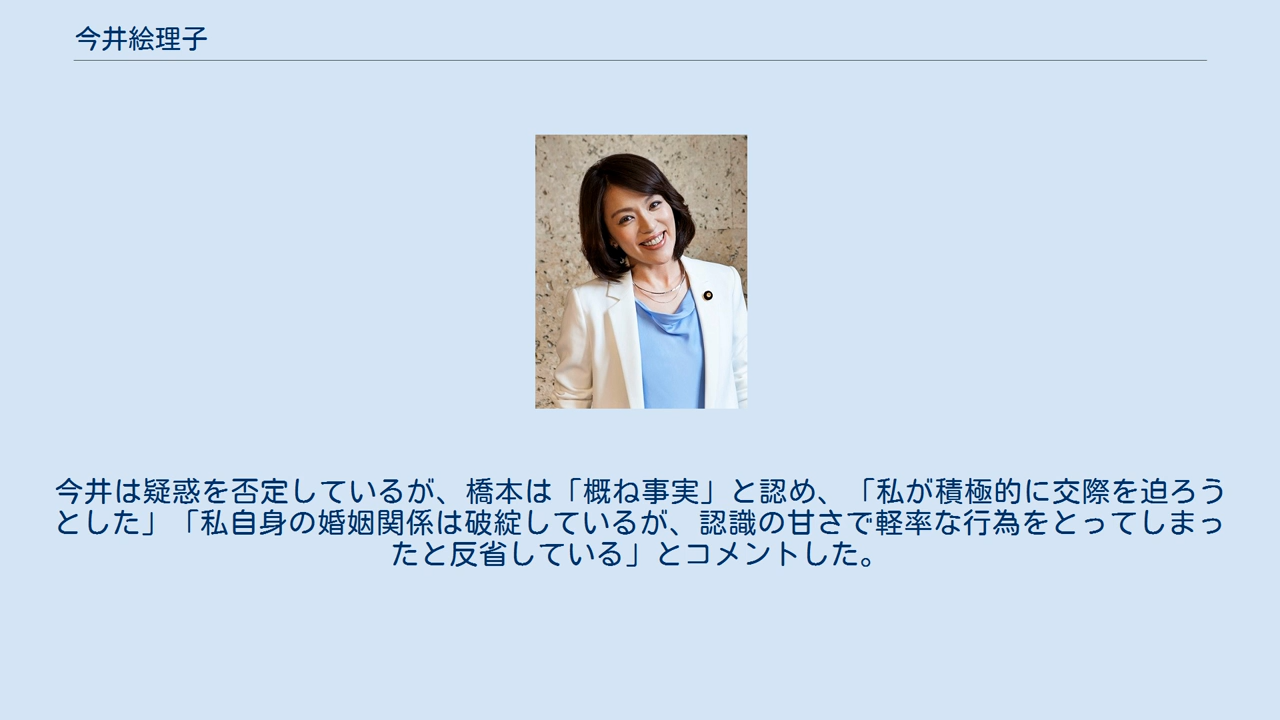 今井絵理子
今井は疑惑を否定しているが、橋本は「概ね事実」と認め、「私が積極的に交際を迫ろう
とした」「私自身の婚姻関係は破綻しているが、認識の甘さで軽率な行為をとってしまっ
たと反省している」とコメントした。